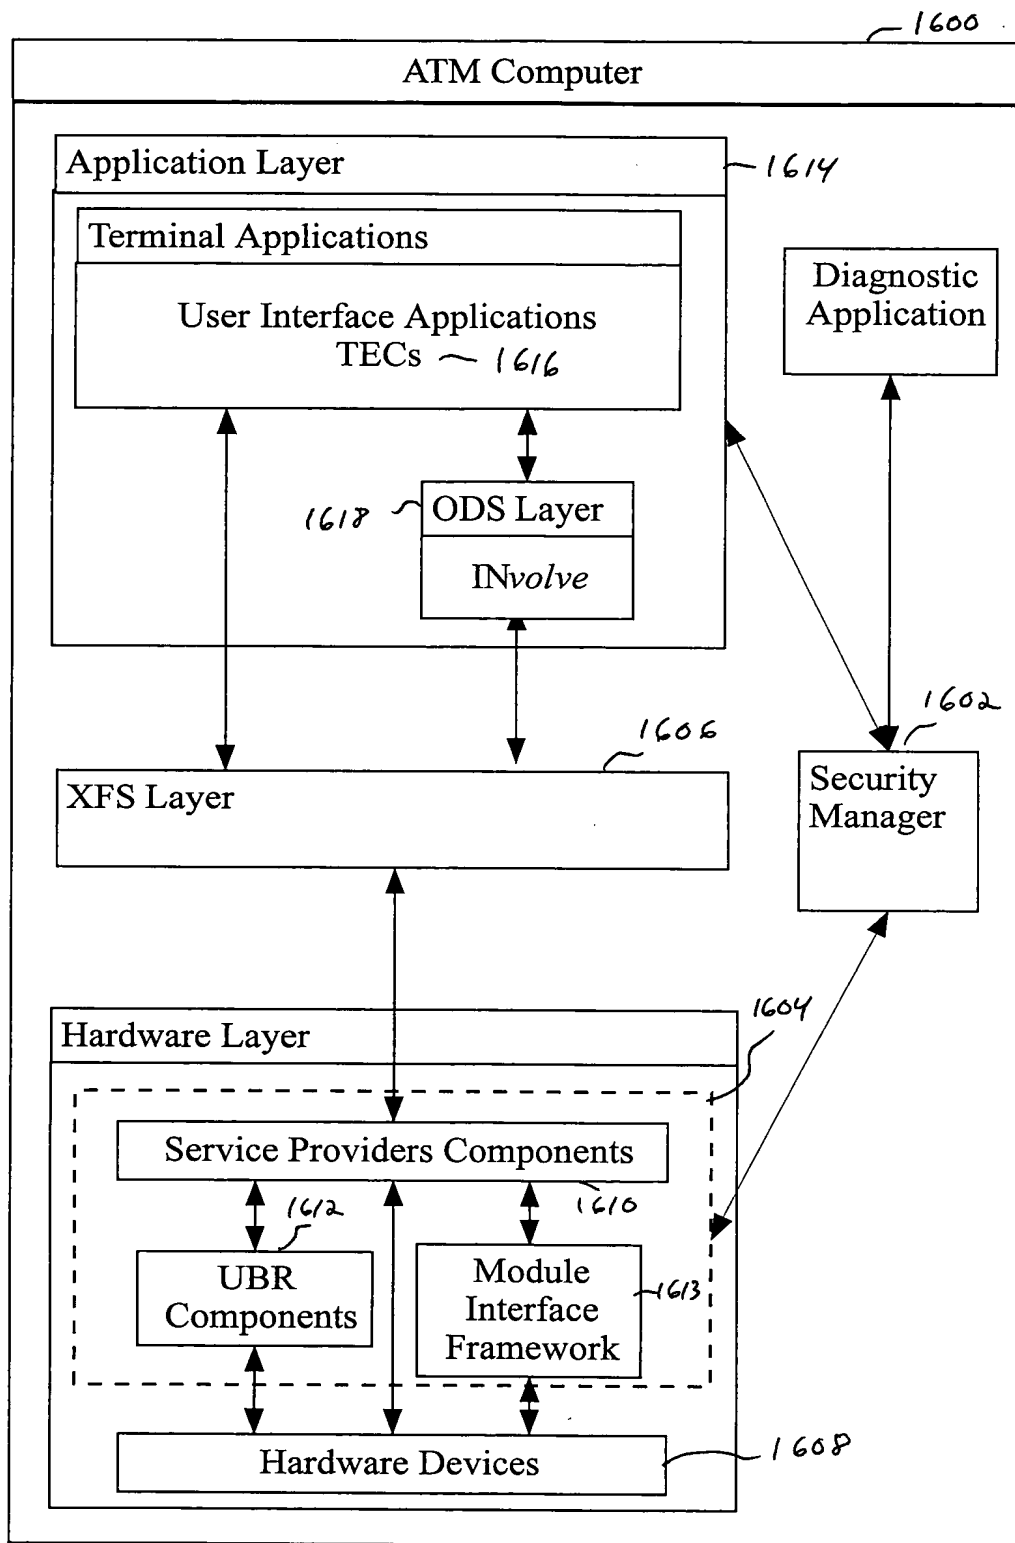 1600
ATM Computer
Application Layer
1614
Terminal Applications
User Interface Applications
TECs 1616
Diagnostic
Application
1618
ODS Layer
INvolve
1606
XFS Layer
1602
Security
Manager
Hardware Layer
1604
Service Providers Components
1610
1612
UBR
Components
Module
Interface
Framework
1613
Hardware Devices
1608